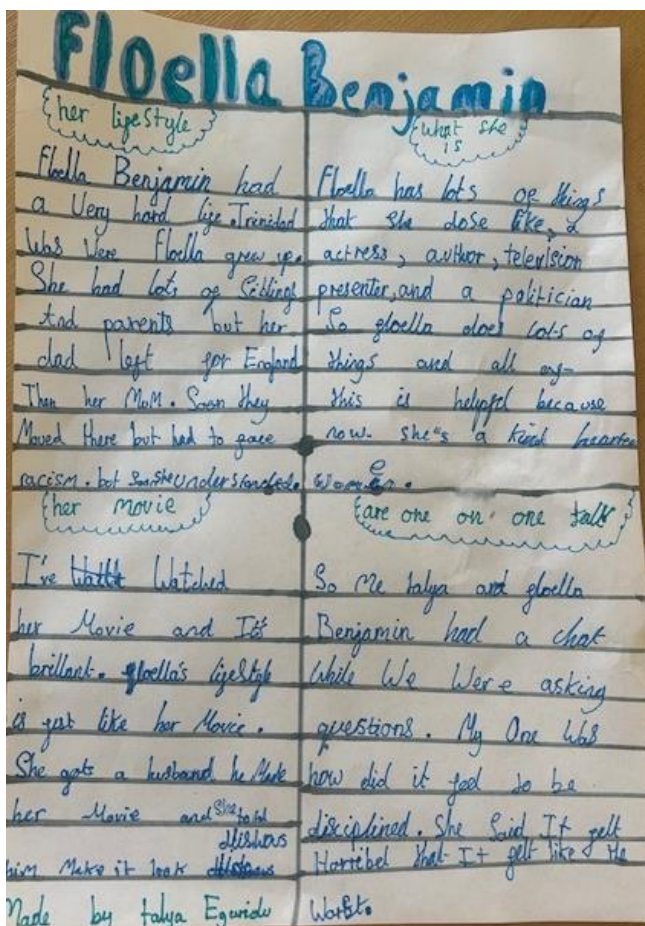 Floella Benjamin
her lifestyle
Floella Benjamin had
a Very hard life. Trinidad
was were Floella grew up.
She had lots of Siblings
And parents but her
dad left for England
Then her MoM. Soon they
Moved there but had to face
racism. but soon she understanded.
what she
is
Floella has lots of things
that she dose like, a
actress, author, television
presenter, and a politician
So floella does lots of
things and all of
this is helpful because
now she's a kind hearted
women.
her movie
I've Watched
her Movie and It's
brillant. floella's lifestyle
is just like her Movie.
She gots a husband he Made
her Movie and she told
him Make it look
Made by talya Egwidu
are one on one talk
So Me talya and floella
Benjamin had a chat
while We Were asking
questions. My One Was
how did it feel to be
disciplined. She Said It felt
Horribel that It felt like the
Worst.